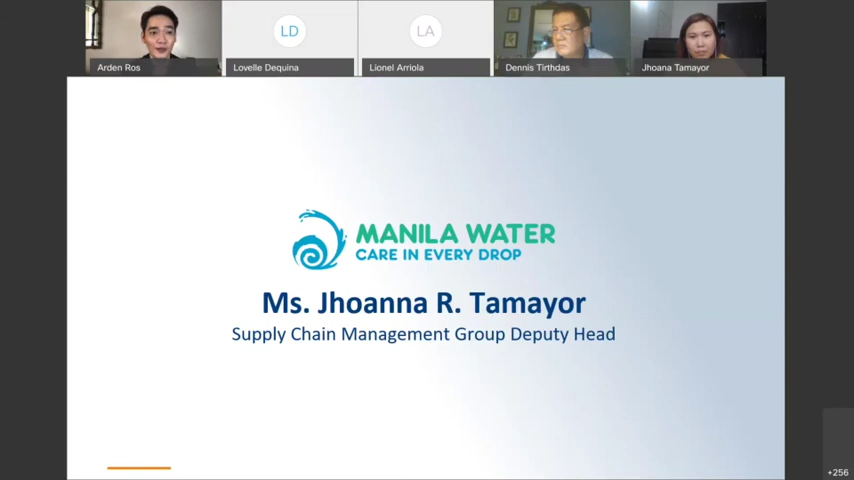 LD
LA
Arden Ros
Lovelle Dequina
Lionel Arriola
Dennis Tirthdas
Jhoana Tamayor
MANILA WATER
CARE IN EVERY DROP
Ms. Jhoanna R. Tamayor
Supply Chain Management Group Deputy Head
+256